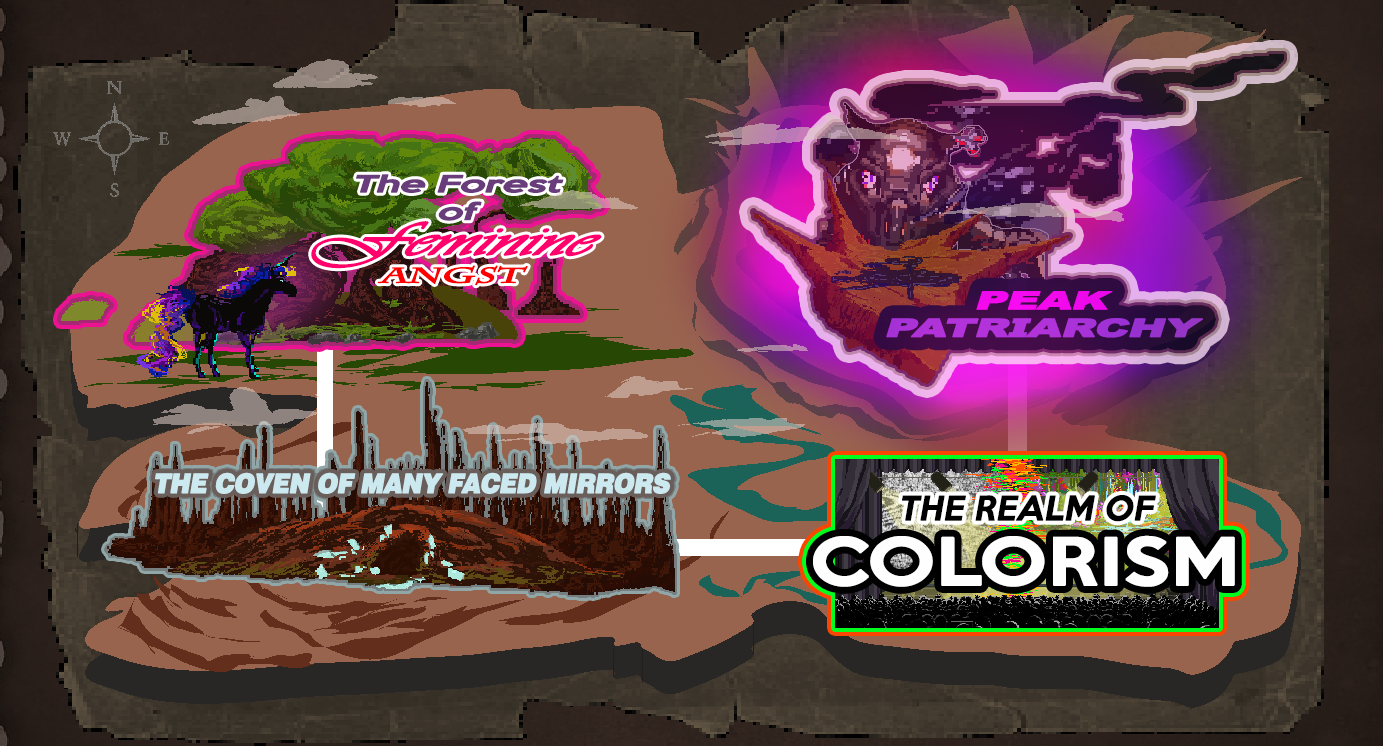 N
W E
S
The Forest
of
feminine
ANGST
PEAK
PATRIARCHY
THE COVEN OF MANY FACED MIRRORS
THE REALM OF
COLORISM